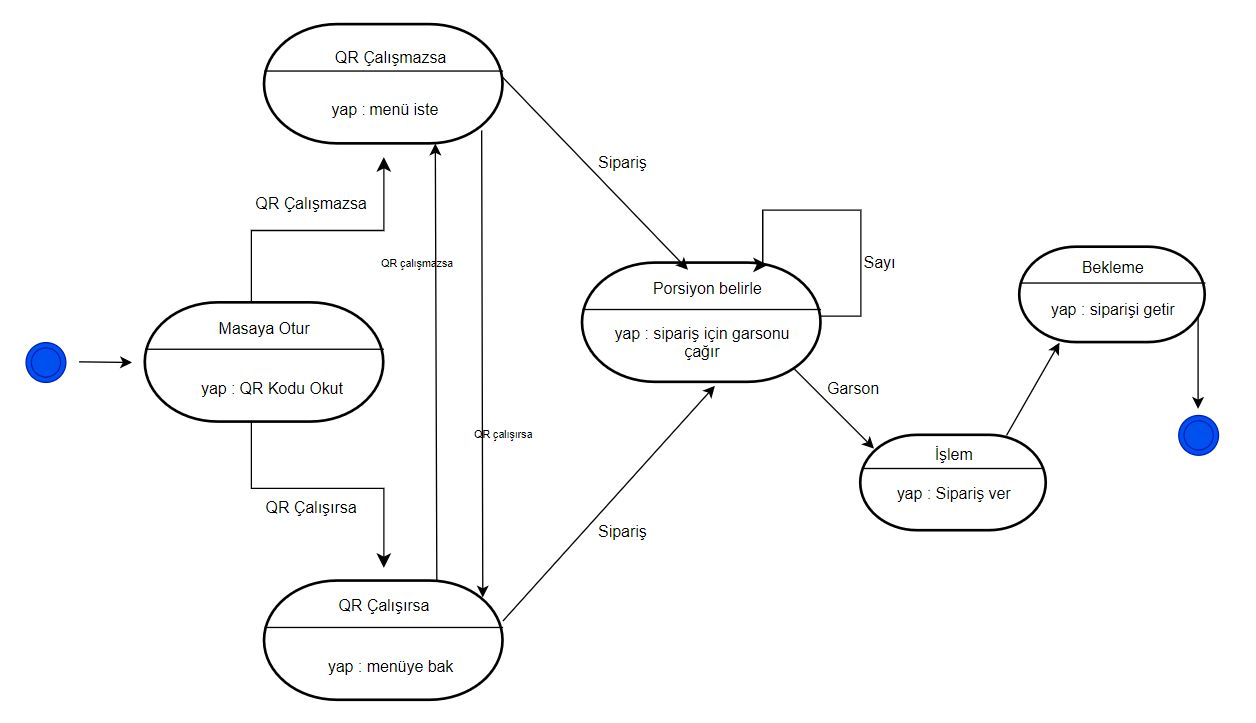 QR Çalışmazsa
yap : menü iste
Sipariş
QR Çalışmazsa
QR çalışmazsa
Sayı
Bekleme
yap : siparişi getir
Porsiyon belirle
yap : sipariş için garsonu
çağır
Masaya Otur
yap : QR Kodu Okut
Garson
QR çalışırsa
İşlem
yap : Sipariş ver
QR Çalışırsa
Sipariş
QR Çalışırsa
yap : menüye bak